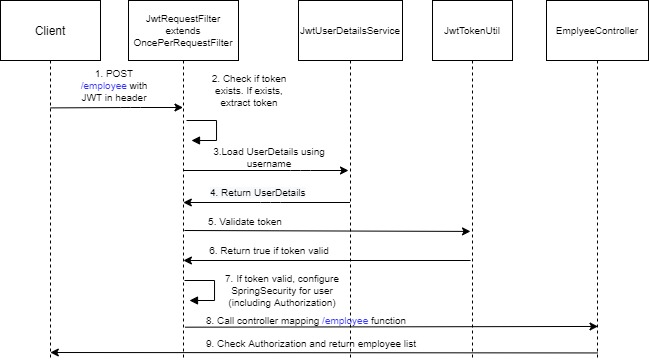 Client
JwtRequestFilter
extends
OncePerRequestFilter
JwtUserDetailsService
JwtTokenUtil
EmplyeeController
1. POST
/employee with
JWT in header
2. Check if token
exists. If exists,
extract token
3.Load UserDetails using
username
4. Return UserDetails
5. Validate token
6. Return true if token valid
7. If token valid, configure
SpringSecurity for user
(including Authorization)
8. Call controller mapping /employee function
9. Check Authorization and return employee list